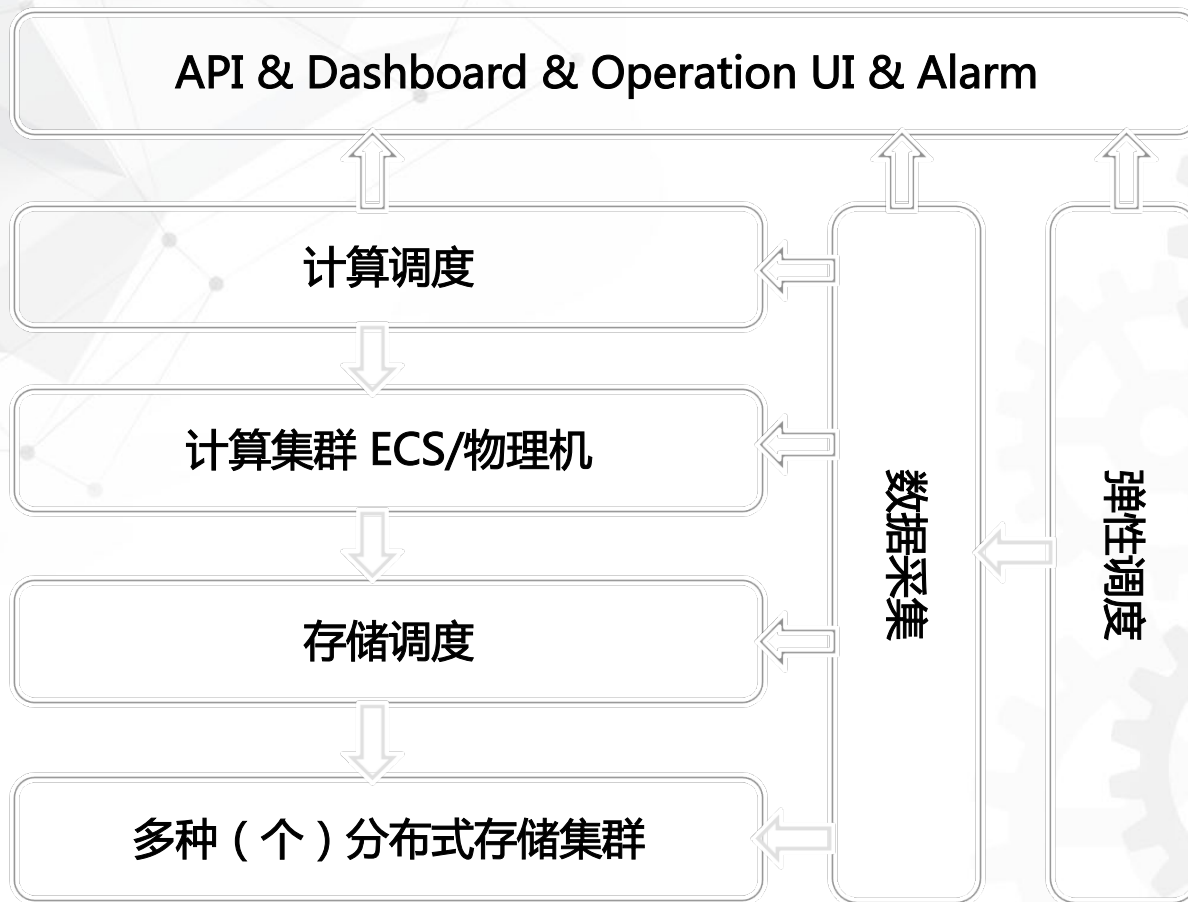 API & Dashboard & Operation UI & Alarm
计算调度
计算集群 ECS/物理机
存储调度
多种（个）分布式存储集群
数据采集
弹性调度